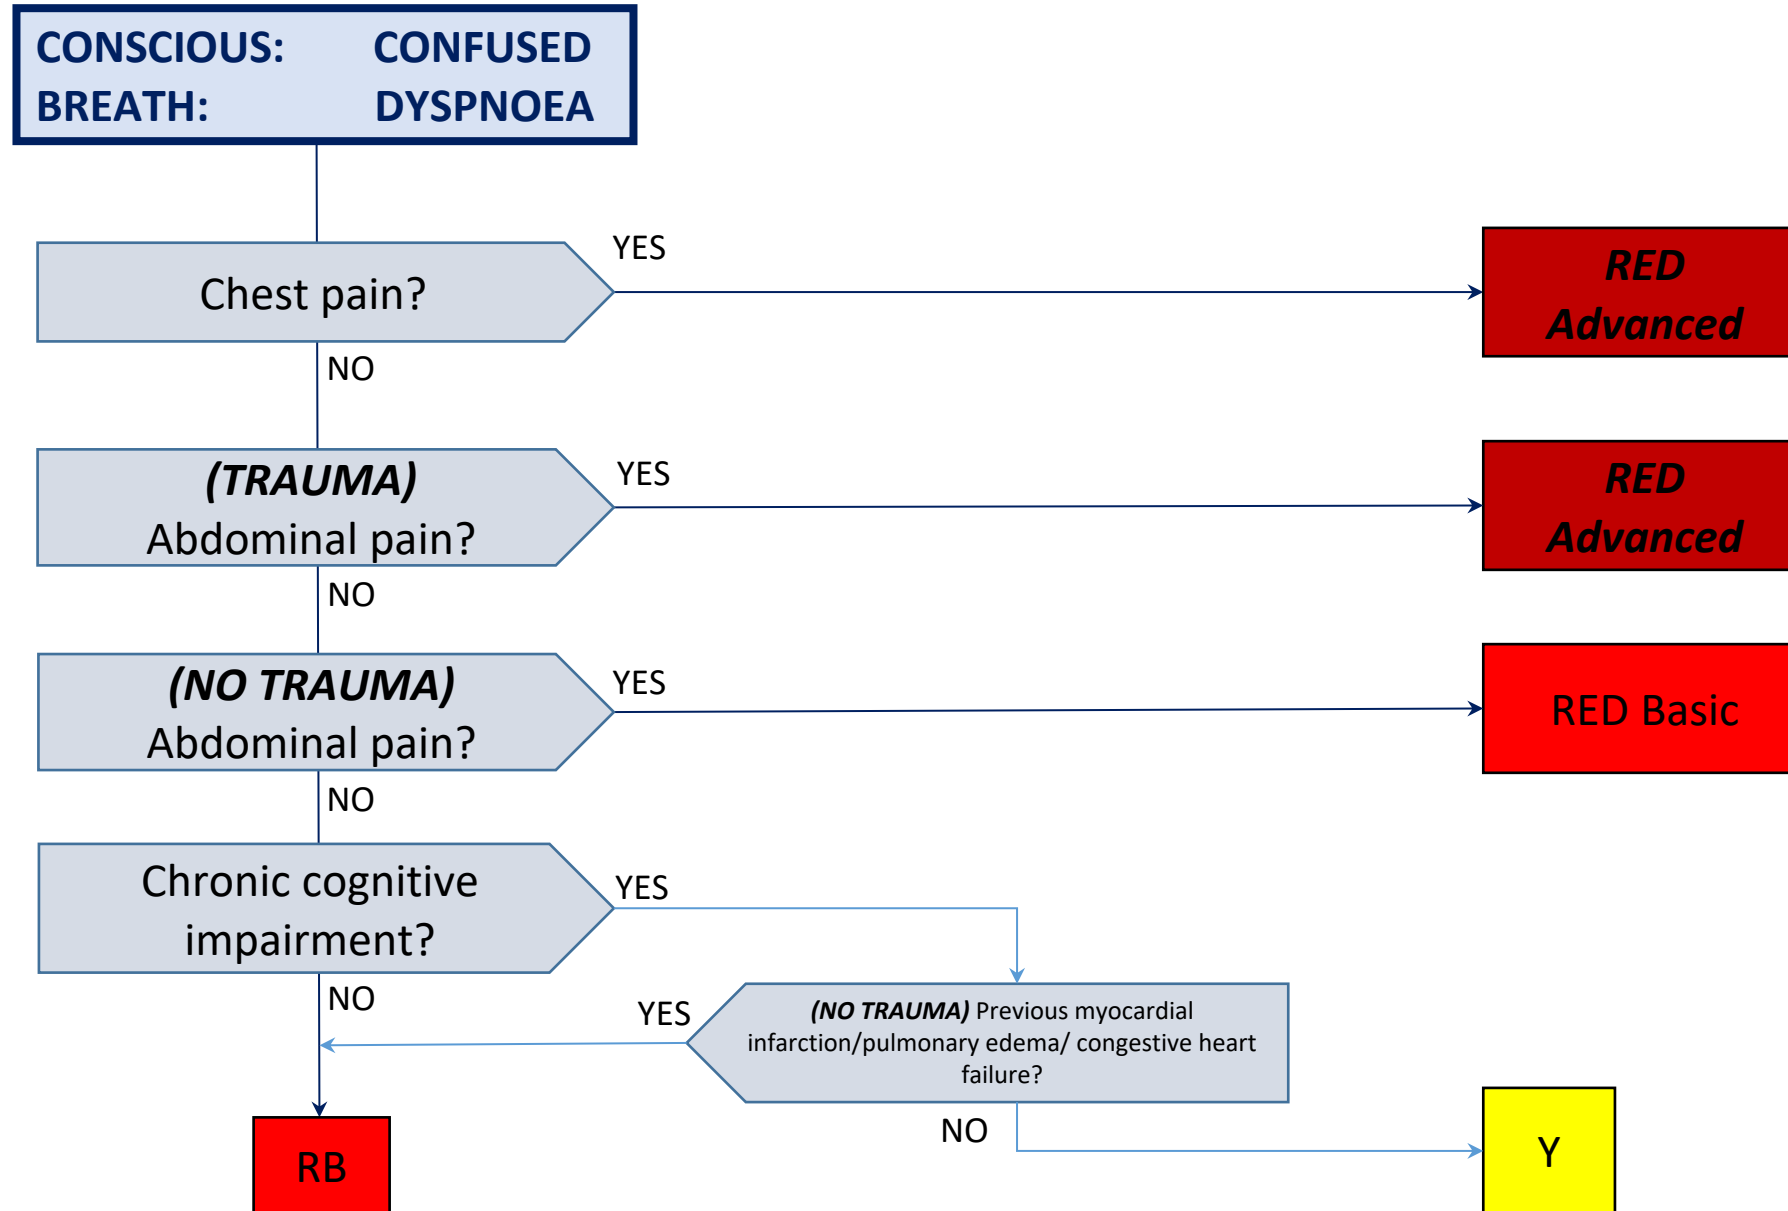 CONSCIOUS: CONFUSED
BREATH: DYSPNOEA
Chest pain?
YES
RED
Advanced
NO
(TRAUMA)
Abdominal pain?
YES
RED
Advanced
NO
(NO TRAUMA)
Abdominal pain?
YES
RED Basic
NO
Chronic cognitive
impairment?
YES
NO
YES
(NO TRAUMA) Previous myocardial
infarction/pulmonary edema/ congestive heart
failure?
NO
RB
Y